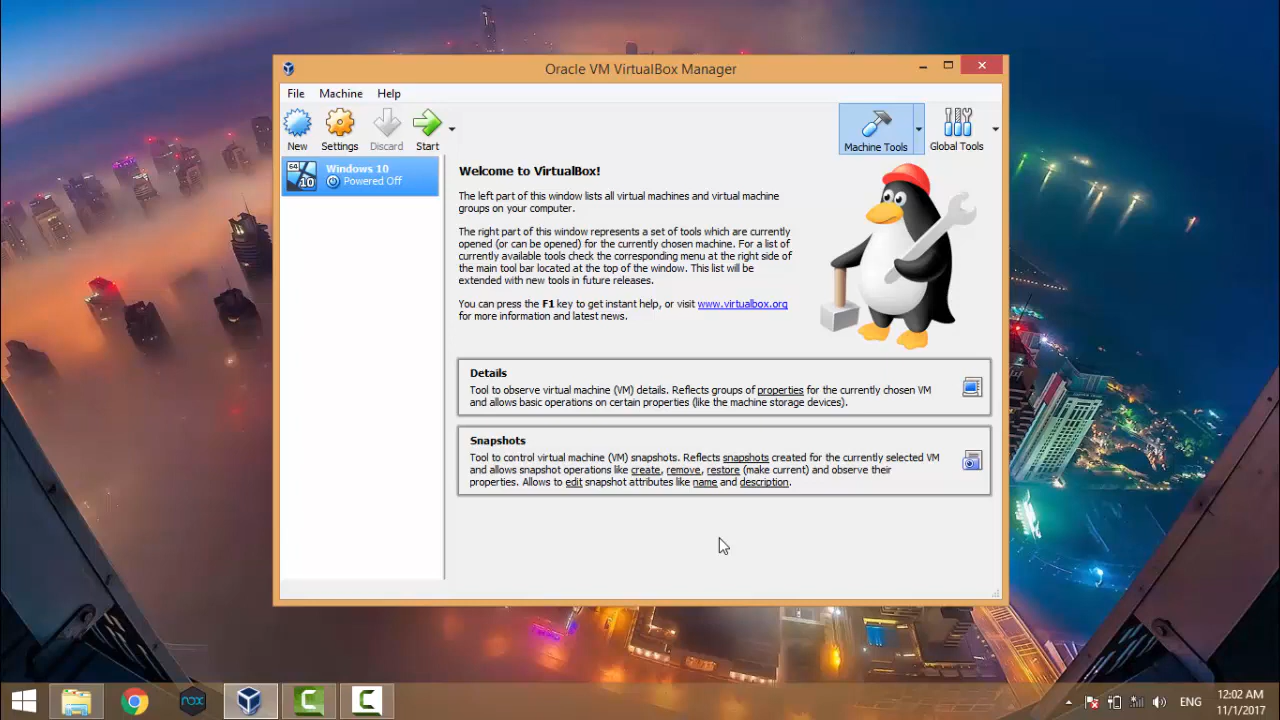 Oracle VM VirtualBox Manager
File Machine Help
New Settings Discard Start Machine Tools Global Tools
64
10
Windows 10
Powered Off
Welcome to VirtualBox!
The left part of this window lists all virtual machines and virtual machine
groups on your computer.
The right part of this window represents a set of tools which are currently
opened (or can be opened) for the currently chosen machine. For a list of
currently available tools check the corresponding menu at the right side of
the main tool bar located at the top of the window. This list will be
extended with new tools in future releases.
You can press the F1 key to get instant help, or visit www.virtualbox.org
for more information and latest news.
Details
Tool to observe virtual machine (VM) details. Reflects groups of properties for the currently chosen VM
and allows basic operations on certain properties (like the machine storage devices).
Snapshots
Tool to control virtual machine (VM) snapshots. Reflects snapshots created for the currently selected VM
and allows snapshot operations like create, remove, restore (make current) and observe their
properties. Allows to edit snapshot attributes like name and description.
nox
ENG
12:02 AM
11/1/2017